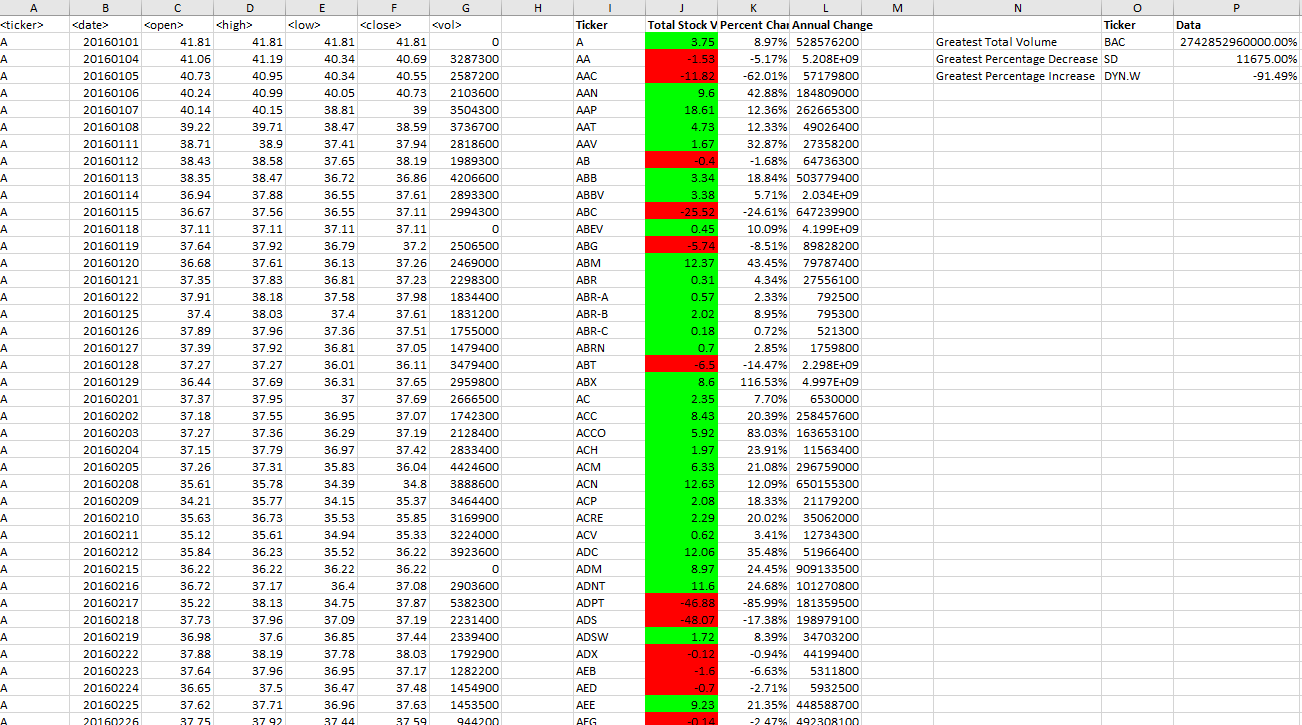 A B C D E F G H I J K L M N O P
<ticker> <date> <open> <high> <low> <close> <vol> Ticker Total Stock V Percent Chan Annual Change Ticker Data
A 20160101 41.81 41.81 41.81 41.81 0 A 3.75 8.97% 528576200 Greatest Total Volume BAC 2742852960000.00%
A 20160104 41.06 41.19 40.34 40.69 3287300 AA -1.53 -5.17% 5.208E+09 Greatest Percentage Decrease SD 11675.00%
A 20160105 40.73 40.95 40.34 40.55 2587200 AAC -11.82 -62.01% 57179800 Greatest Percentage Increase DYN.W -91.49%
A 20160106 40.24 40.99 40.05 40.73 2103600 AAN 9.6 42.88% 184809000
A 20160107 40.14 40.15 38.81 39 3504300 AAP 18.61 12.36% 262665300
A 20160108 39.22 39.71 38.47 38.59 3736700 AAT 4.73 12.33% 49026400
A 20160111 38.71 38.9 37.41 37.94 2818600 AAV 1.67 32.87% 27358200
A 20160112 38.43 38.58 37.65 38.19 1989300 AB -0.4 -1.68% 64736300
A 20160113 38.35 38.47 36.72 36.86 4206600 ABB 3.34 18.84% 503779400
A 20160114 36.94 37.88 36.55 37.61 2893300 ABBV 3.38 5.71% 2.034E+09
A 20160115 36.67 37.56 36.55 37.11 2994300 ABC -25.52 -24.61% 647239900
A 20160118 37.11 37.11 37.11 37.11 0 ABEV 0.45 10.09% 4.199E+09
A 20160119 37.64 37.92 36.79 37.2 2506500 ABG -5.74 -8.51% 89828200
A 20160120 36.68 37.61 36.13 37.26 2469000 ABM 12.37 43.45% 79787400
A 20160121 37.35 37.83 36.81 37.23 2298300 ABR 0.31 4.34% 27556100
A 20160122 37.91 38.18 37.58 37.98 1834400 ABR-A 0.57 2.33% 792500
A 20160125 37.4 38.03 37.4 37.61 1831200 ABR-B 2.02 8.95% 795300
A 20160126 37.89 37.96 37.36 37.51 1755000 ABR-C 0.18 0.72% 521300
A 20160127 37.39 37.92 36.81 37.05 1479400 ABRN 0.7 2.85% 1759800
A 20160128 37.27 37.27 36.01 36.11 3479400 ABT -6.5 -14.47% 2.298E+09
A 20160129 36.44 37.69 36.31 37.65 2959800 ABX 8.6 116.53% 4.997E+09
A 20160201 37.37 37.95 37 37.69 2666500 AC 2.35 7.70% 6530000
A 20160202 37.18 37.55 36.95 37.07 1742300 ACC 8.43 20.39% 258457600
A 20160203 37.27 37.36 36.29 37.19 2128400 ACCO 5.92 83.03% 163653100
A 20160204 37.15 37.79 36.97 37.42 2833400 ACH 1.97 23.91% 11563400
A 20160205 37.26 37.31 35.83 36.04 4424600 ACM 6.33 21.08% 296759000
A 20160208 35.61 35.78 34.39 34.8 3888600 ACN 12.63 12.09% 650155300
A 20160209 34.21 35.77 34.15 35.37 3464400 ACP 2.08 18.33% 21179200
A 20160210 35.63 36.73 35.53 35.85 3169900 ACRE 2.29 20.02% 35062000
A 20160211 35.12 35.61 34.94 35.33 3224000 ACV 0.62 3.41% 12734300
A 20160212 35.84 36.23 35.52 36.22 3923600 ADC 12.06 35.48% 51966400
A 20160215 36.22 36.22 36.22 36.22 0 ADM 8.97 24.45% 909133500
A 20160216 36.72 37.17 36.4 37.08 2903600 ADNT 11.6 24.68% 101270800
A 20160217 35.22 38.13 34.75 37.87 5382300 ADPT -46.88 -85.99% 181359500
A 20160218 37.73 37.96 37.09 37.19 2231400 ADS -48.07 -17.38% 198979100
A 20160219 36.98 37.6 36.85 37.44 2339400 ADSW 1.72 8.39% 34703200
A 20160222 37.88 38.19 37.78 38.03 1792900 ADX -0.12 -0.94% 44199400
A 20160223 37.64 37.96 36.95 37.17 1282200 AEB -1.6 -6.63% 5311800
A 20160224 36.65 37.5 36.47 37.48 1454900 AED -0.7 -2.71% 5932500
A 20160225 37.62 37.71 36.96 37.63 1453500 AEE 9.23 21.35% 448588700
A 20160226 37.75 37.92 37.44 37.59 944200 AEG -0.14 -2.47% 492308100